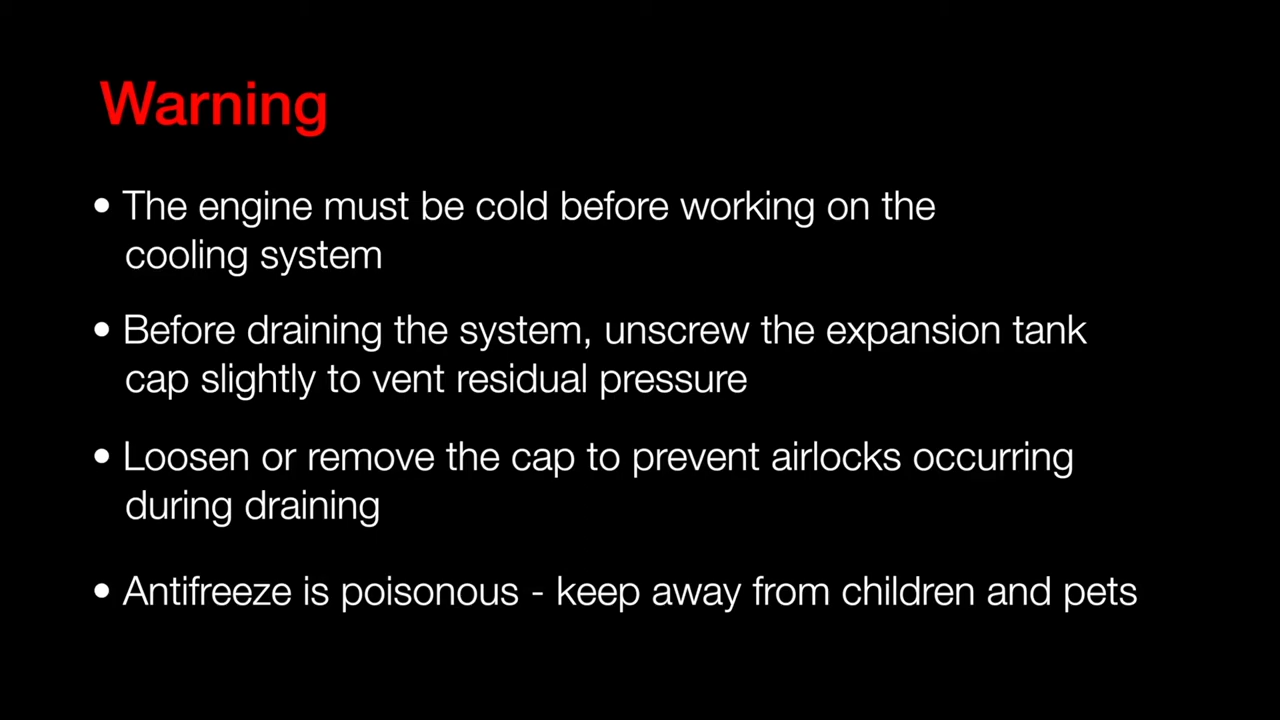 Warning
• The engine must be cold before working on the
cooling system
• Before draining the system, unscrew the expansion tank
cap slightly to vent residual pressure
• Loosen or remove the cap to prevent airlocks occurring
during draining
• Antifreeze is poisonous - keep away from children and pets